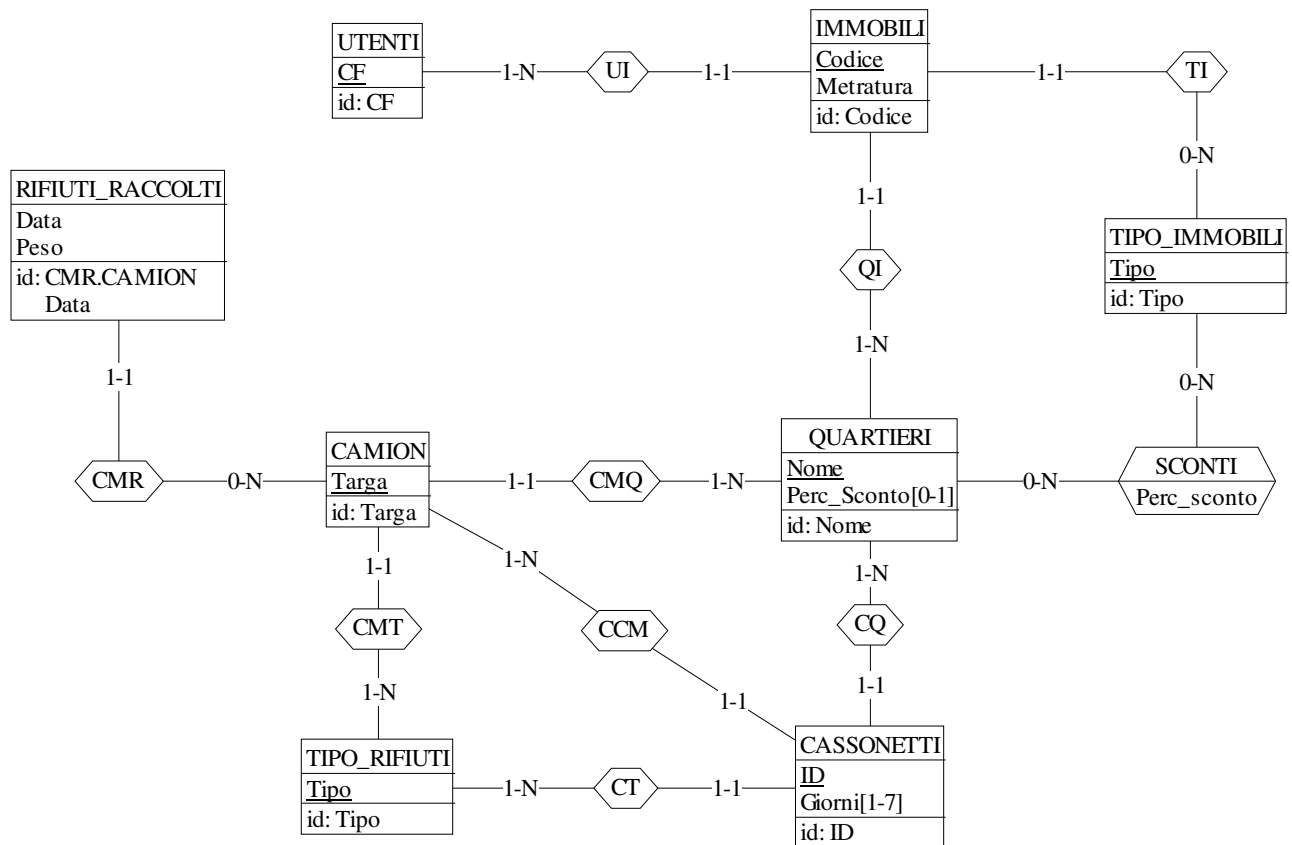 UTENTI
CF
id: CF
1-N
UI
1-1
IMMOBILI
Codice
Metratura
id: Codice
1-1
TI
0-N
TIPO_IMMOBILI
Tipo
id: Tipo
0-N
SCONTI
Perc_sconto
1-1
QI
1-N
RIFIUTI_RACCOLTI
Data
Peso
id: CMR.CAMION
Data
1-1
CMR
0-N
CAMION
Targa
id: Targa
1-1
CMQ
1-N
QUARTIERI
Nome
Perc_Sconto[0-1]
id: Nome
0-N
1-1
CMT
1-N
1-N
CCM
1-1
1-N
CQ
1-1
TIPO_RIFIUTI
Tipo
id: Tipo
1-N
CT
1-1
CASSONETTI
ID
Giorni[1-7]
id: ID